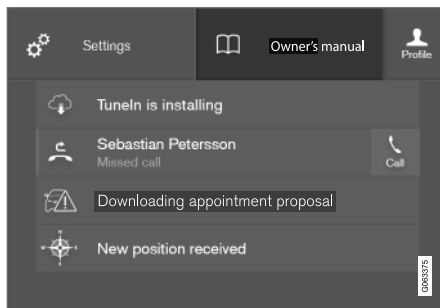 Settings
Owner's manual
Profile
TuneIn is installing
Sebastian Petersson
Missed call
Call
Downloading appointment proposal
New position received
G063375